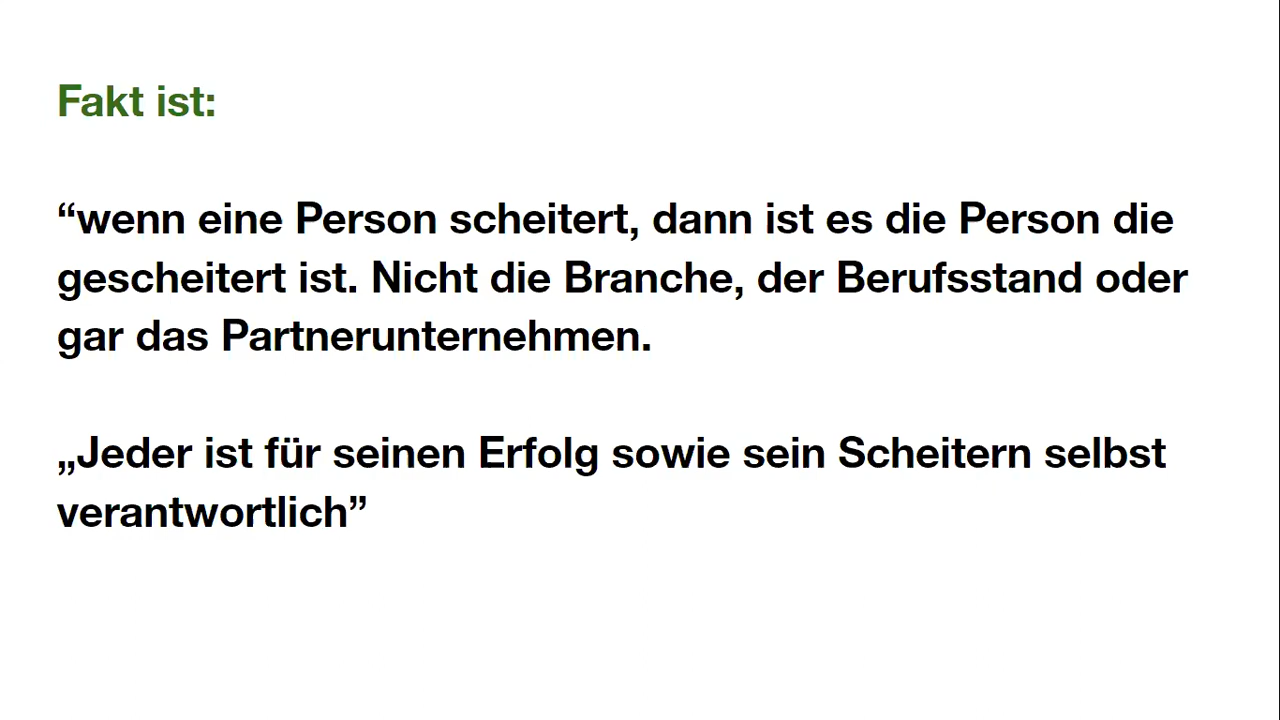 Fakt ist:
“wenn eine Person scheitert, dann ist es die Person die
gescheitert ist. Nicht die Branche, der Berufsstand oder
gar das Partnerunternehmen.
„Jeder ist für seinen Erfolg sowie sein Scheitern selbst
verantwortlich”